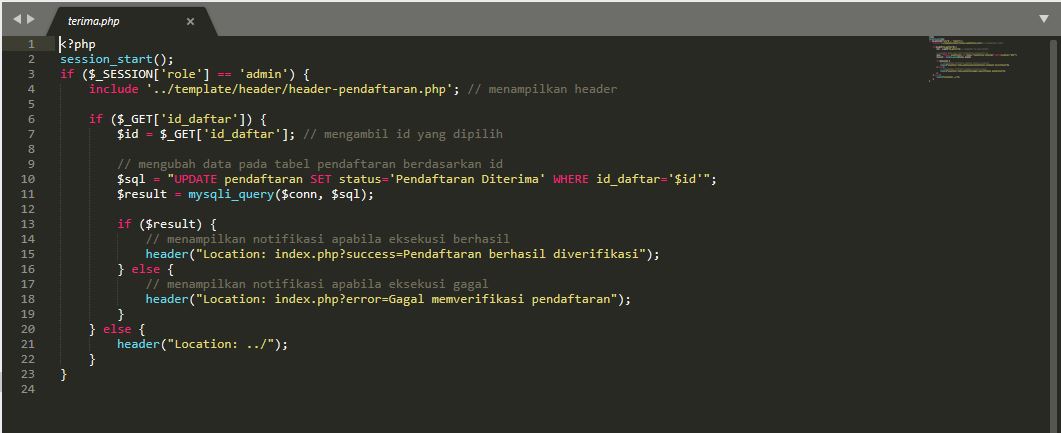 terima.php
1 <?php
2 session_start();
3 if ($_SESSION['role'] == 'admin') {
4     include '../template/header/header-pendaftaran.php'; // menampilkan header
5
6     if ($_GET['id_daftar']) {
7         $id = $_GET['id_daftar']; // mengambil id yang dipilih
8
9         // mengubah data pada tabel pendaftaran berdasarkan id
10         $sql = "UPDATE pendaftaran SET status='Pendaftaran Diterima' WHERE id_daftar='$id'";
11         $result = mysqli_query($conn, $sql);
12
13         if ($result) {
14             // menampilkan notifikasi apabila eksekusi berhasil
15             header("Location: index.php?success=Pendaftaran berhasil diverifikasi");
16         } else {
17             // menampilkan notifikasi apabila eksekusi gagal
18             header("Location: index.php?error=Gagal memverifikasi pendaftaran");
19         }
20     } else {
21         header("Location: ../");
22     }
23 }
24